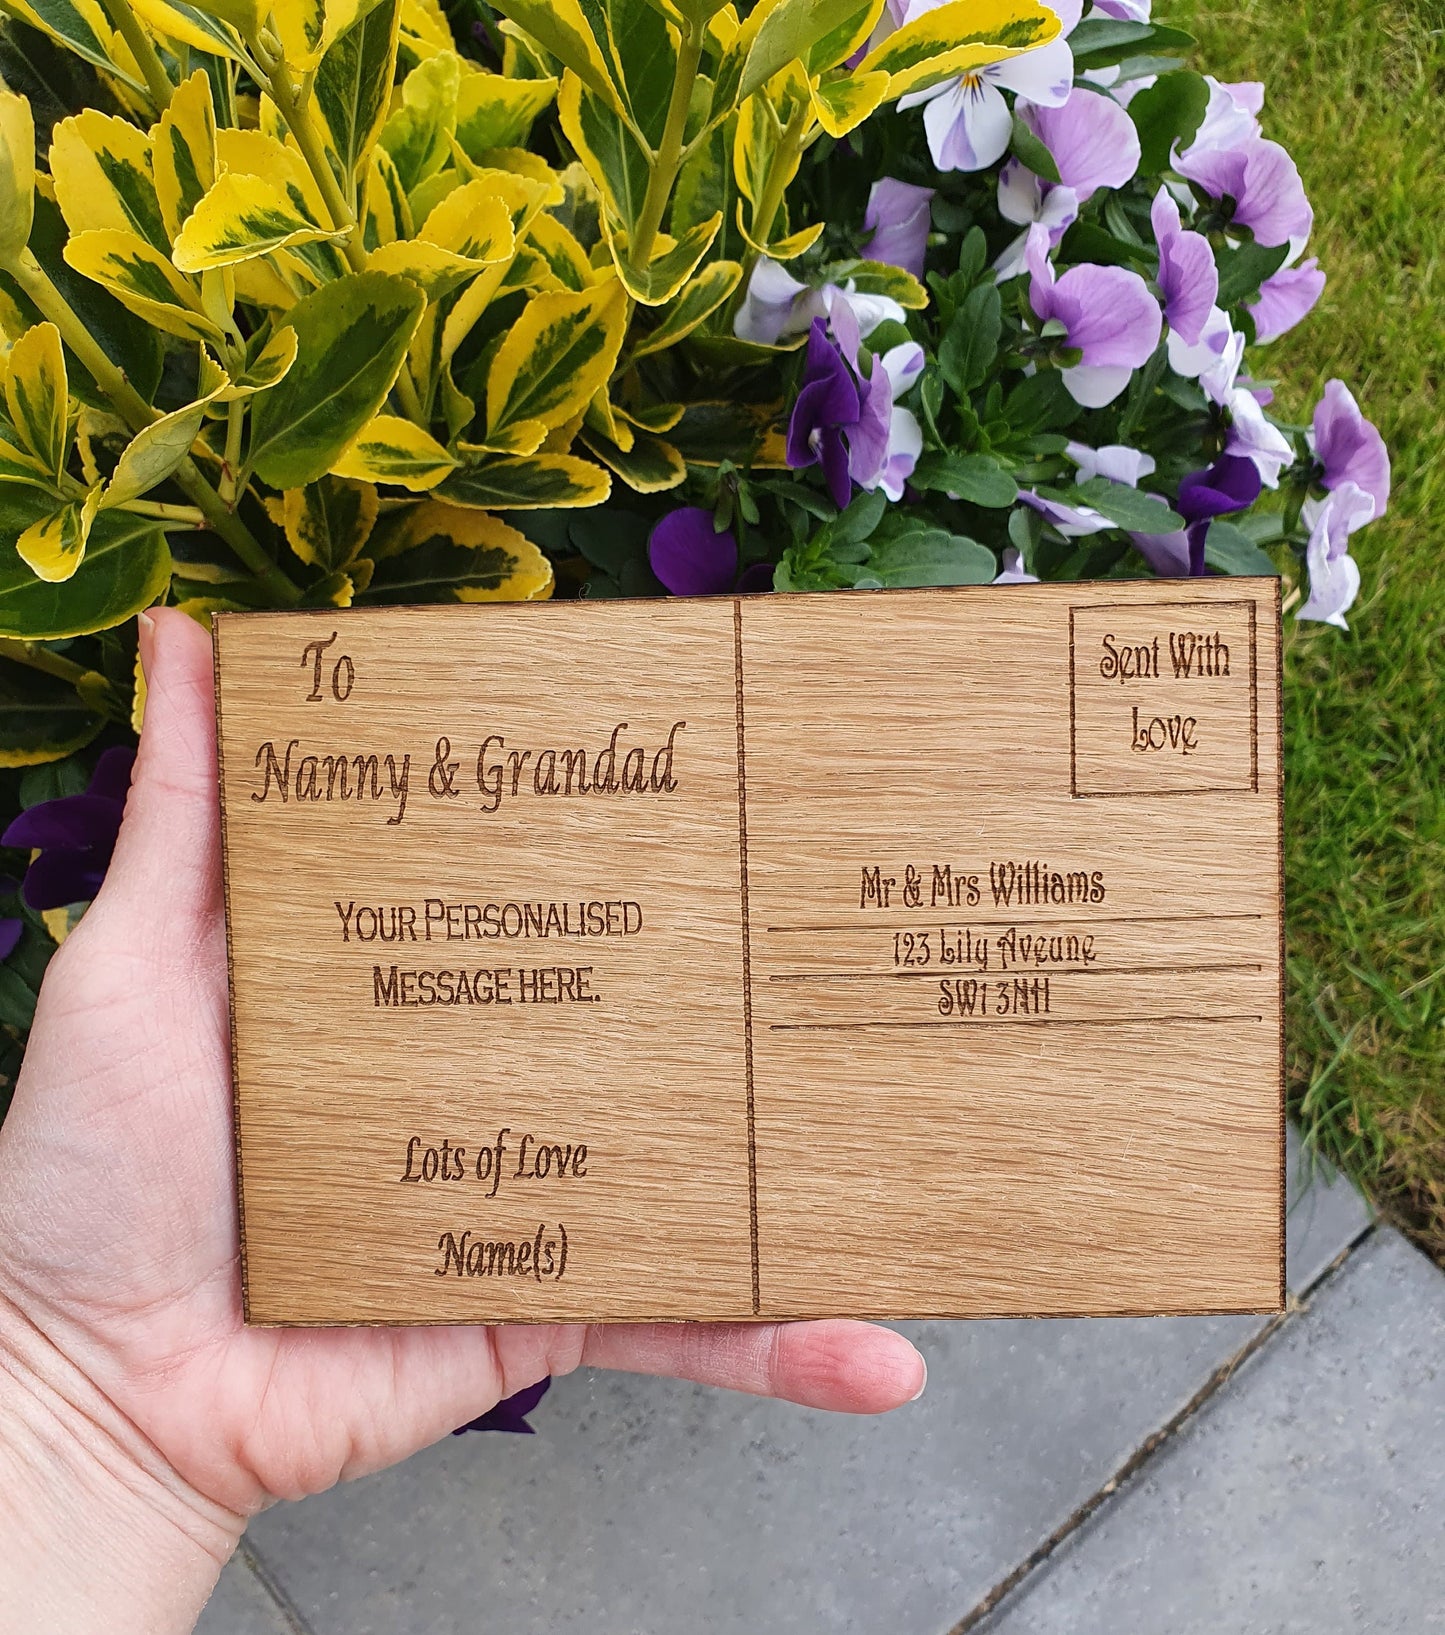 To
Nanny & Grandad
YOUR PERSONALISED
MESSAGE HERE.
Lots of Love
Name(s)
Sent With
Love
Mr & Mrs Williams
123 Lily Aveune
SW1 3NH